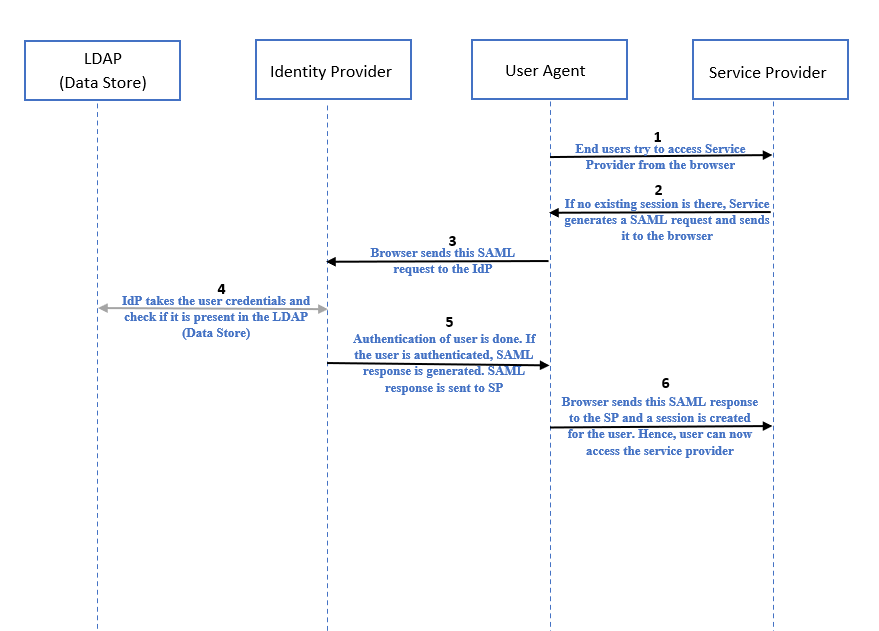 LDAP
(Data Store)
Identity Provider
User Agent
Service Provider
1
End users try to access Service
Provider from the browser
2
If no existing session is there, Service
generates a SAML request and sends
it to the browser
3
Browser sends this SAML
request to the IdP
4
IdP takes the user credentials and
check if it is present in the LDAP
(Data Store)
5
Authentication of user is done. If
the user is authenticated, SAML
response is generated. SAML
response is sent to SP
6
Browser sends this SAML response
to the SP and a session is created
for the user. Hence, user can now
access the service provider